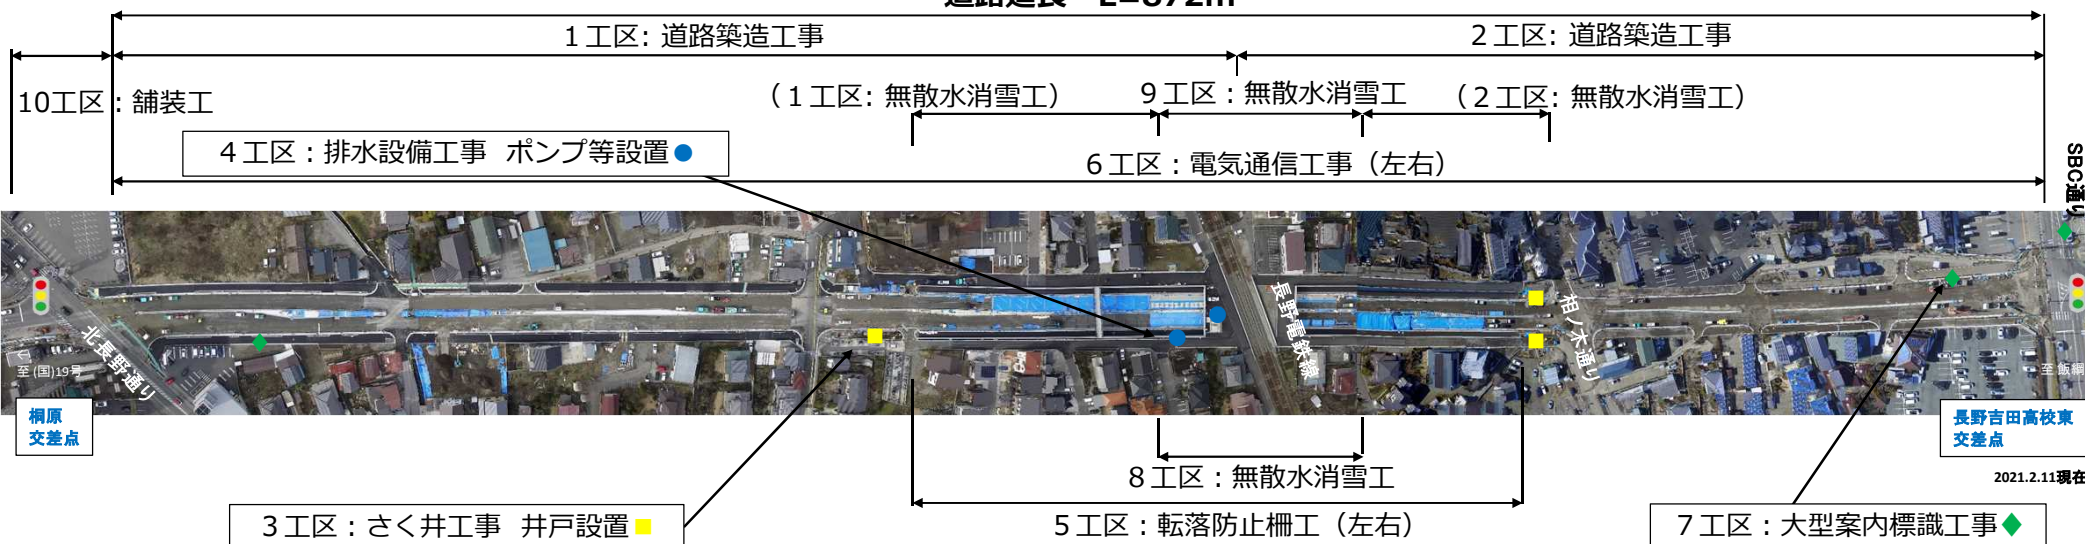 道路延長 L=872m
1工区: 道路築造工事
2工区: 道路築造工事
10工区：舗装工
（1工区: 無散水消雪工）
9工区：無散水消雪工
（2工区: 無散水消雪工）
4工区：排水設備工事 ポンプ等設置
6工区：電気通信工事（左右）
SBC通り
北長野通り
至(国)19号
長野電鉄線
相ノ木通り
至 飯綱
桐原
交差点
長野吉田高校東
交差点
2021.2.11現在
8工区：無散水消雪工
3工区：さく井工事 井戸設置
5工区：転落防止柵工（左右）
7工区：大型案内標識工事